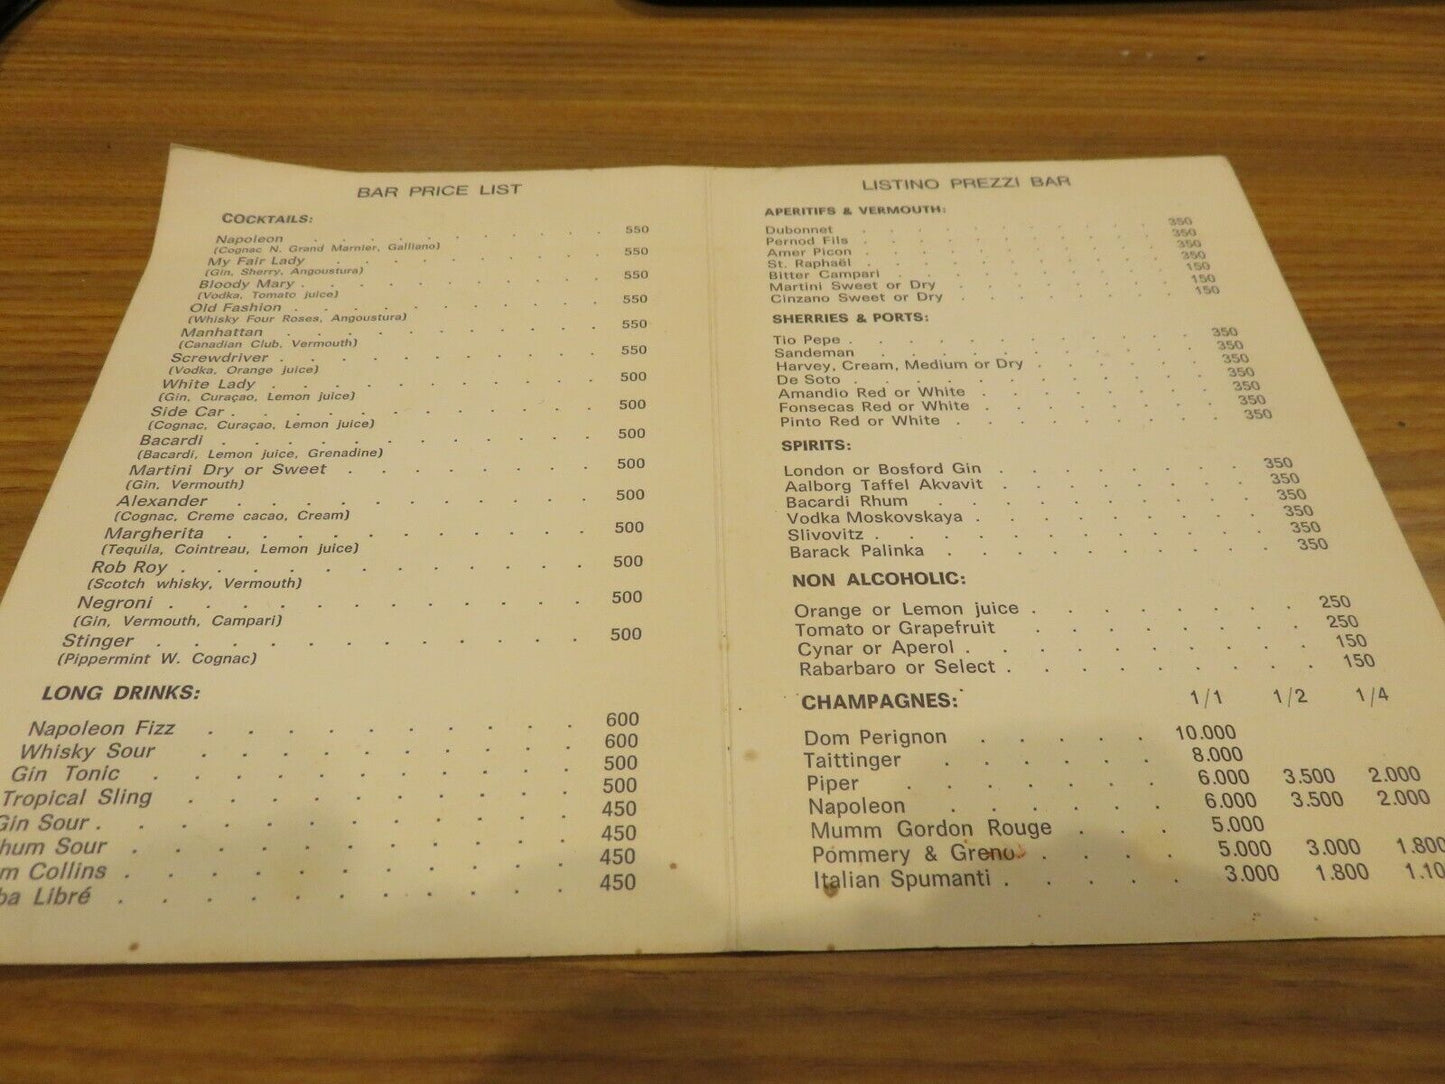 BAR PRICE LIST
COCKTAILS:
Napoleon . . . . . . . . . . 550
(Cognac N. Grand Marnier, Galliano)
My Fair Lady . . . . . . . . . 550
(Gin, Sherry, Angoustura)
Bloody Mary . . . . . . . . . . 550
(Vodka, Tomato juice)
Old Fashion . . . . . . . . . . 550
(Whisky Four Roses, Angoustura)
Manhattan . . . . . . . . . . 550
(Canadian Club, Vermouth)
Screwdriver . . . . . . . . . . 550
(Vodka, Orange juice)
White Lady . . . . . . . . . . 500
(Gin, Curaçao, Lemon juice)
Side Car . . . . . . . . . . . 500
(Cognac, Curaçao, Lemon juice)
Bacardi . . . . . . . . . . . 500
(Bacardi, Lemon juice, Grenadine)
Martini Dry or Sweet . . . . . . . 500
(Gin, Vermouth)
Alexander . . . . . . . . . . 500
(Cognac, Creme cacao, Cream)
Margherita . . . . . . . . . . 500
(Tequila, Cointreau, Lemon juice)
Rob Roy . . . . . . . . . . . 500
(Scotch whisky, Vermouth)
Negroni . . . . . . . . . . . 500
(Gin, Vermouth, Campari)
Stinger . . . . . . . . . . . 500
(Pippermint W. Cognac)
LONG DRINKS:
Napoleon Fizz . . . . . . . . . 600
Whisky Sour . . . . . . . . . 600
Gin Tonic . . . . . . . . . . 500
Tropical Sling . . . . . . . . . 500
Gin Sour . . . . . . . . . . . 450
hum Sour . . . . . . . . . . 450
m Collins . . . . . . . . . . 450
ba Libré . . . . . . . . . . 450
LISTINO PREZZI BAR
APERITIFS & VERMOUTH:
Dubonnet . . . . . . . . . . 350
Pernod Fils . . . . . . . . . . 350
Amer Picon . . . . . . . . . . 350
St. Raphaël . . . . . . . . . . 350
Bitter Campari . . . . . . . . . 150
Martini Sweet or Dry . . . . . . . 150
Cinzano Sweet or Dry . . . . . . . 150
SHERRIES & PORTS:
Tio Pepe . . . . . . . . . . . 350
Sandeman . . . . . . . . . . 350
Harvey, Cream, Medium or Dry . . . . . 350
De Soto . . . . . . . . . . . 350
Amandio Red or White . . . . . . . 350
Fonsecas Red or White . . . . . . . 350
Pinto Red or White . . . . . . . . 350
SPIRITS:
London or Bosford Gin . . . . . . . 350
Aalborg Taffel Akvavit . . . . . . . 350
Bacardi Rhum . . . . . . . . . 350
Vodka Moskovskaya . . . . . . . . 350
Slivovitz . . . . . . . . . . . 350
Barack Palinka . . . . . . . . . 350
NON ALCOHOLIC:
Orange or Lemon juice . . . . . . . 250
Tomato or Grapefruit . . . . . . . 250
Cynar or Aperol . . . . . . . . . 150
Rabarbaro or Select . . . . . . . . 150
CHAMPAGNES: 1/1 1/2 1/4
Dom Perignon . . . . . 10.000
Taittinger . . . . . . 8.000
Piper . . . . . . 6.000 3.500 2.000
Napoleon . . . . . . 6.000 3.500 2.000
Mumm Gordon Rouge . . . 5.000
Pommery & Greno. . . . . 5.000 3.000 1.800
Italian Spumanti . . . . . 3.000 1.800 1.10